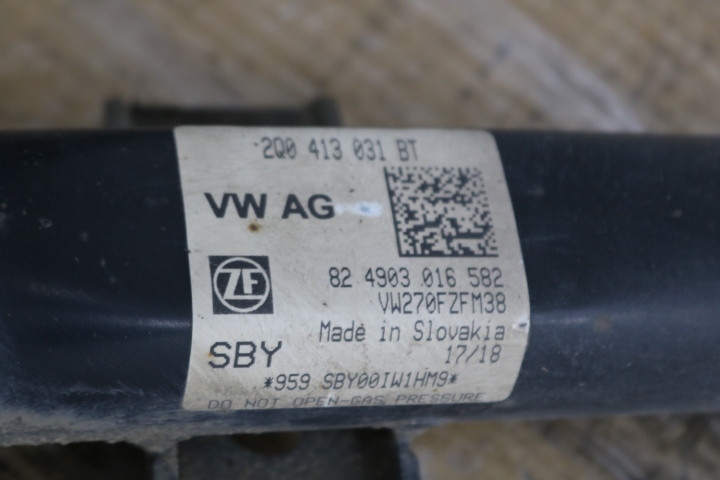 2Q0 413 031 BT
VW AG
ZF
82 4903 016 582
VW270FZFM38
Made in Slovakia
17/18
SBY
*959 SBY00IW1HM9*
DO NOT OPEN-GAS PRESSURE